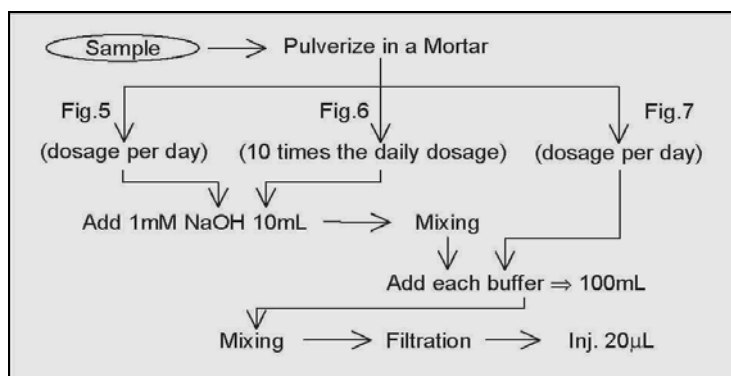 Sample Pulverize in a Mortar
Fig.5 Fig.6 Fig.7
(dosage per day) (10 times the daily dosage) (dosage per day)
Add 1mM NaOH 10mL Mixing
Add each buffer ⇒ 100mL
Mixing Filtration Inj. 20μL